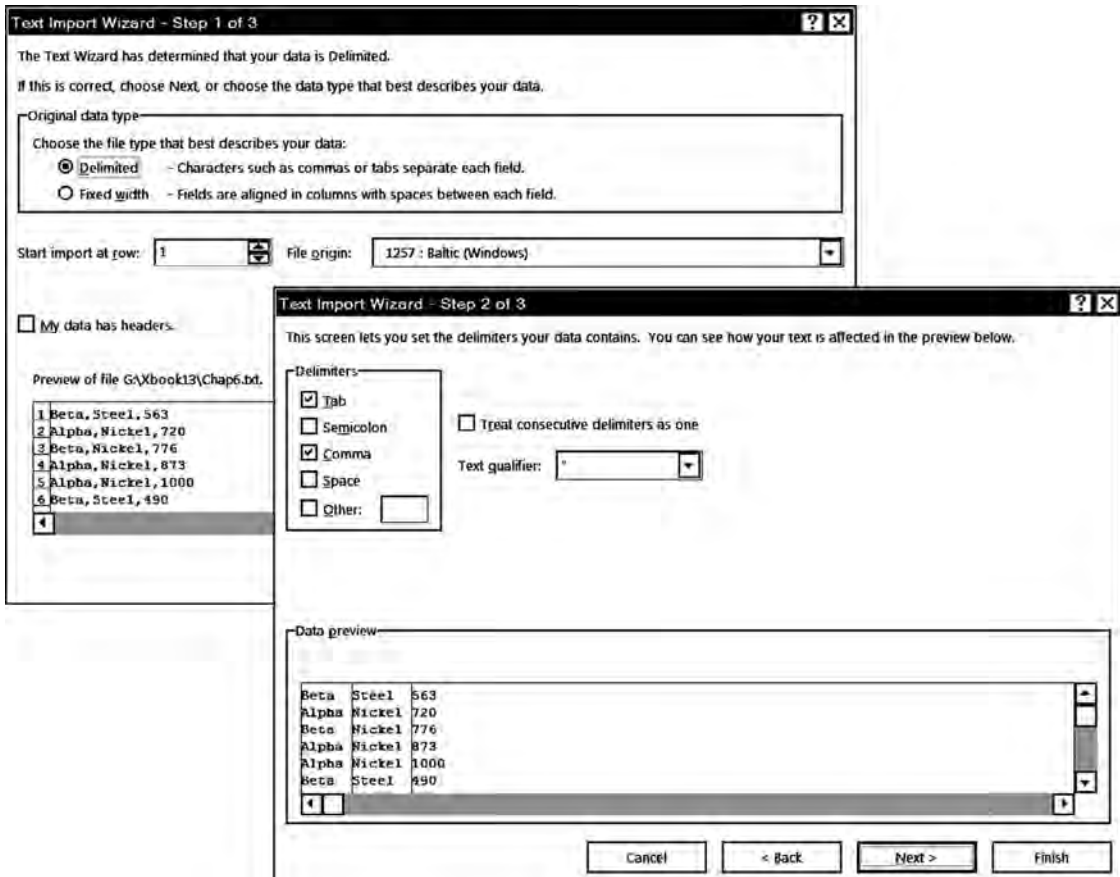 Text Import Wizard - Step 1 of 3
The Text Wizard has determined that your data is Delimited.
If this is correct, choose Next, or choose the data type that best describes your data.
Original data type
Choose the file type that best describes your data:
Delimited - Characters such as commas or tabs separate each field.
Fixed width - Fields are aligned in columns with spaces between each field.
Start import at row: 1 File origin: 1257 : Baltic (Windows)
My data has headers.
Preview of file G:\Xbook13\Chap6.txt.
1 Beta,Steel,563
2 Alpha,Nickel,720
3 Beta,Nickel,776
4 Alpha,Nickel,873
5 Alpha,Nickel,1000
6 Beta,Steel,490
Text Import Wizard - Step 2 of 3
This screen lets you set the delimiters your data contains. You can see how your text is affected in the preview below.
Delimiters
Tab
Semicolon
Comma
Space
Other:
Treat consecutive delimiters as one
Text qualifier: "
Data preview
Beta Steel 563
Alpha Nickel 720
Beta Nickel 776
Alpha Nickel 873
Alpha Nickel 1000
Beta Steel 490
Cancel < Back Next > Finish